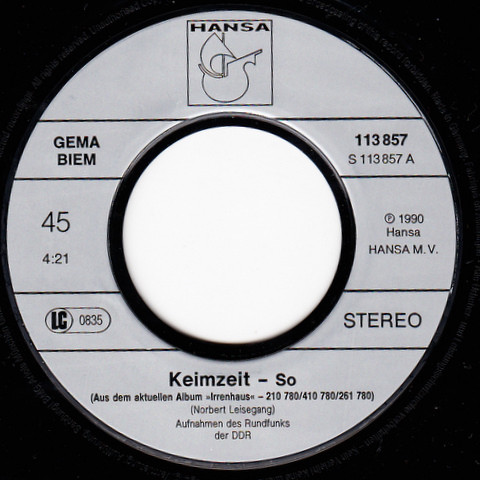 HANSA
GEMA
BIEM
113 857
S 113 857 A
45
4:21
℗ 1990
Hansa
HANSA M. V.
LC 0835
STEREO
Keimzeit – So
(Aus dem aktuellen Album »Irrenhaus« – 210 780/410 780/261 780)
(Norbert Leisegang)
Aufnahmen des Rundfunks
der DDR